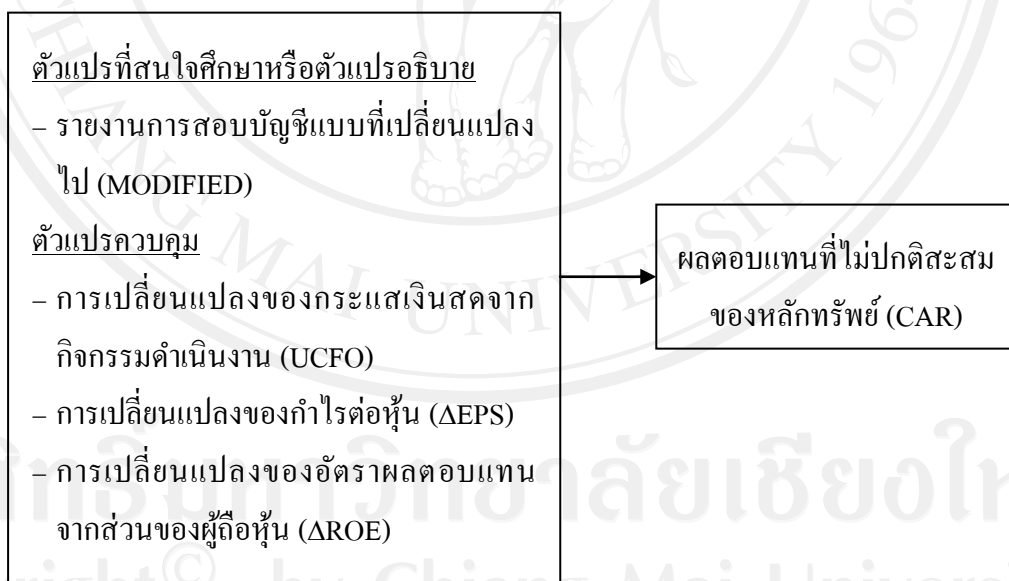 ตัวแปรที่สนใจศึกษาหรือตัวแปรอธิบาย
– รายงานการสอบบัญชีแบบที่เปลี่ยนแปลง
ไป (MODIFIED)
ตัวแปรควบคุม
– การเปลี่ยนแปลงของกระแสเงินสดจาก
กิจกรรมดำเนินงาน (UCFO)
– การเปลี่ยนแปลงของกำไรต่อหุ้น (ΔEPS)
– การเปลี่ยนแปลงของอัตราผลตอบแทน
จากส่วนของผู้ถือหุ้น (ΔROE)
ผลตอบแทนที่ไม่ปกติสะสม
ของหลักทรัพย์ (CAR)
CHIANG MAI UNIVERSITY 1964
by Chiang Mai University